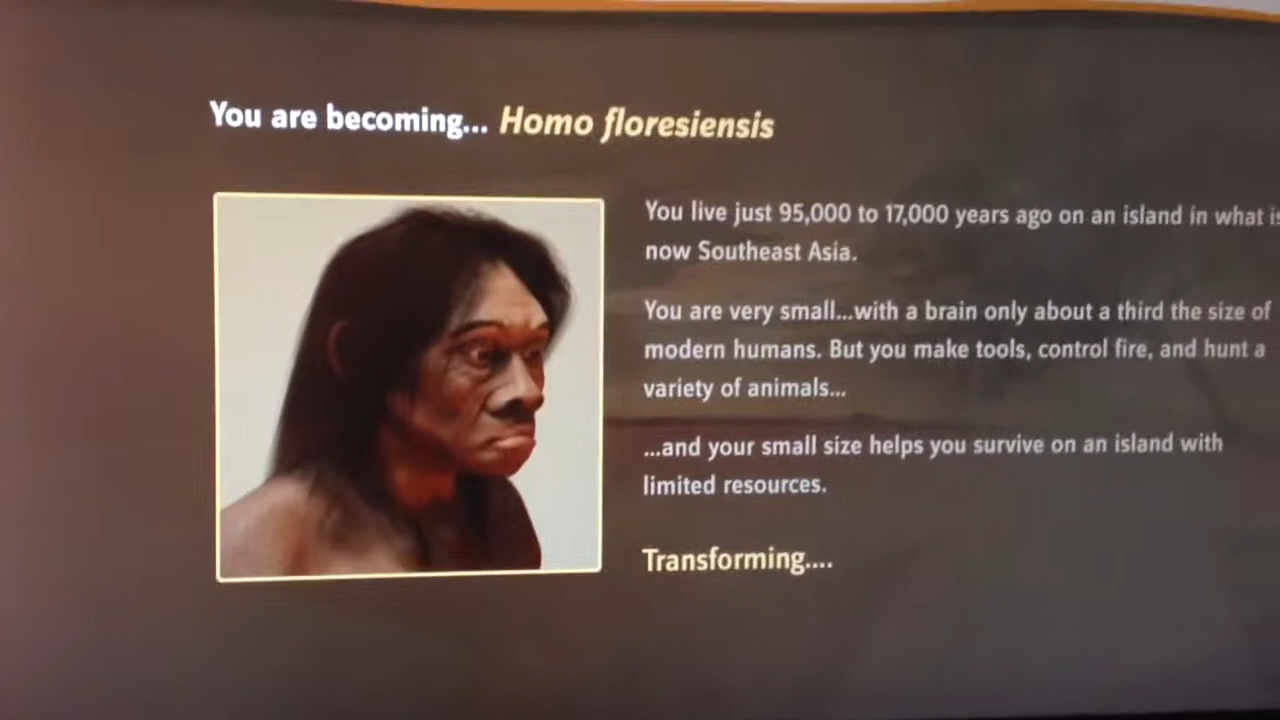 You are becoming... Homo floresiensis
You live just 95,000 to 17,000 years ago on an island in what is
now Southeast Asia.
You are very small...with a brain only about a third the size of
modern humans. But you make tools, control fire, and hunt a
variety of animals...
...and your small size helps you survive on an island with
limited resources.
Transforming....